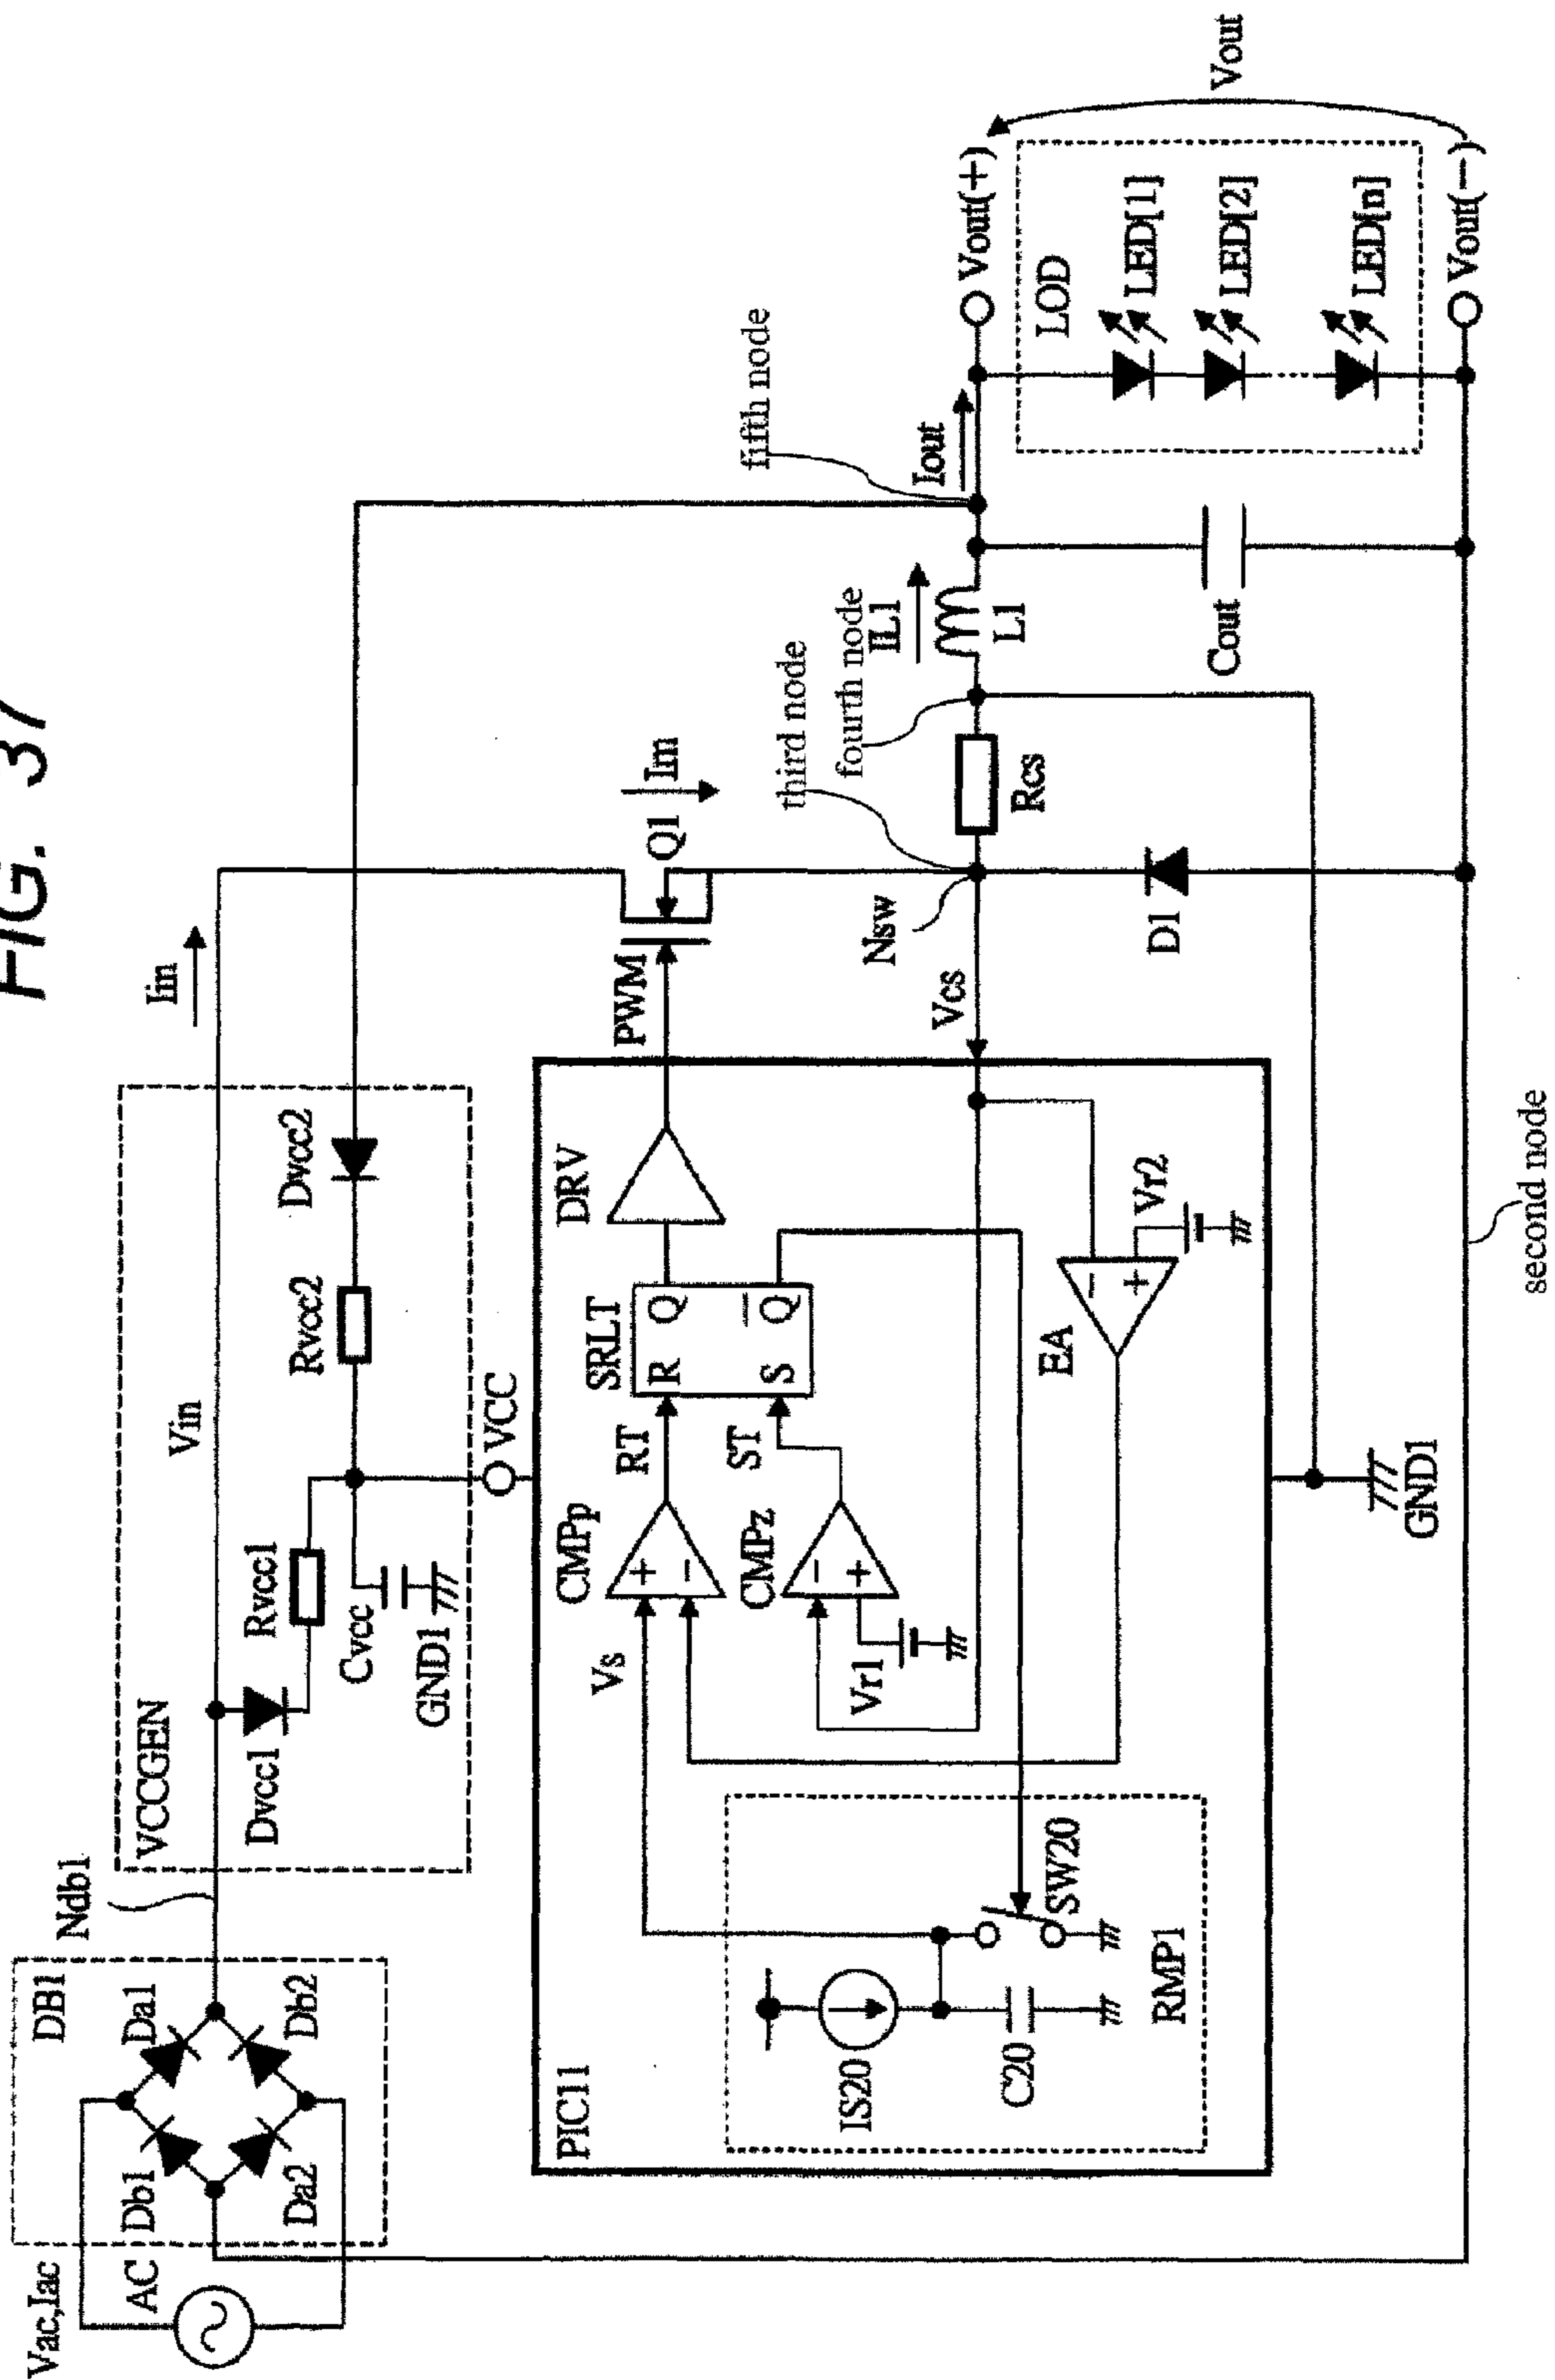 FIG. 37
Vac,Iac
AC
DB1
Da1
Db2
Db1
Da2
Ndb1
VCCGEN
Vin
Iin
Dvcc1
Rvcc1
Cvcc
GND1
Rvcc2
Dvcc2
VCC
PIC11
Vs
CMPp
+
−
RT
SRLT
R Q
S Q
DRV
PWM
Q1
Im
CMPz
−
+
ST
Vr1
EA
−
+
Vr2
IS20
C20
SW20
RMP1
Vcs
Nsw
third node
fourth node
fifth node
Rcs
IL1
L1
Iout
D1
Cout
GND1
Vout(+)
LOD
LED[1]
LED[2]
LED[n]
Vout(−)
Vout
second node